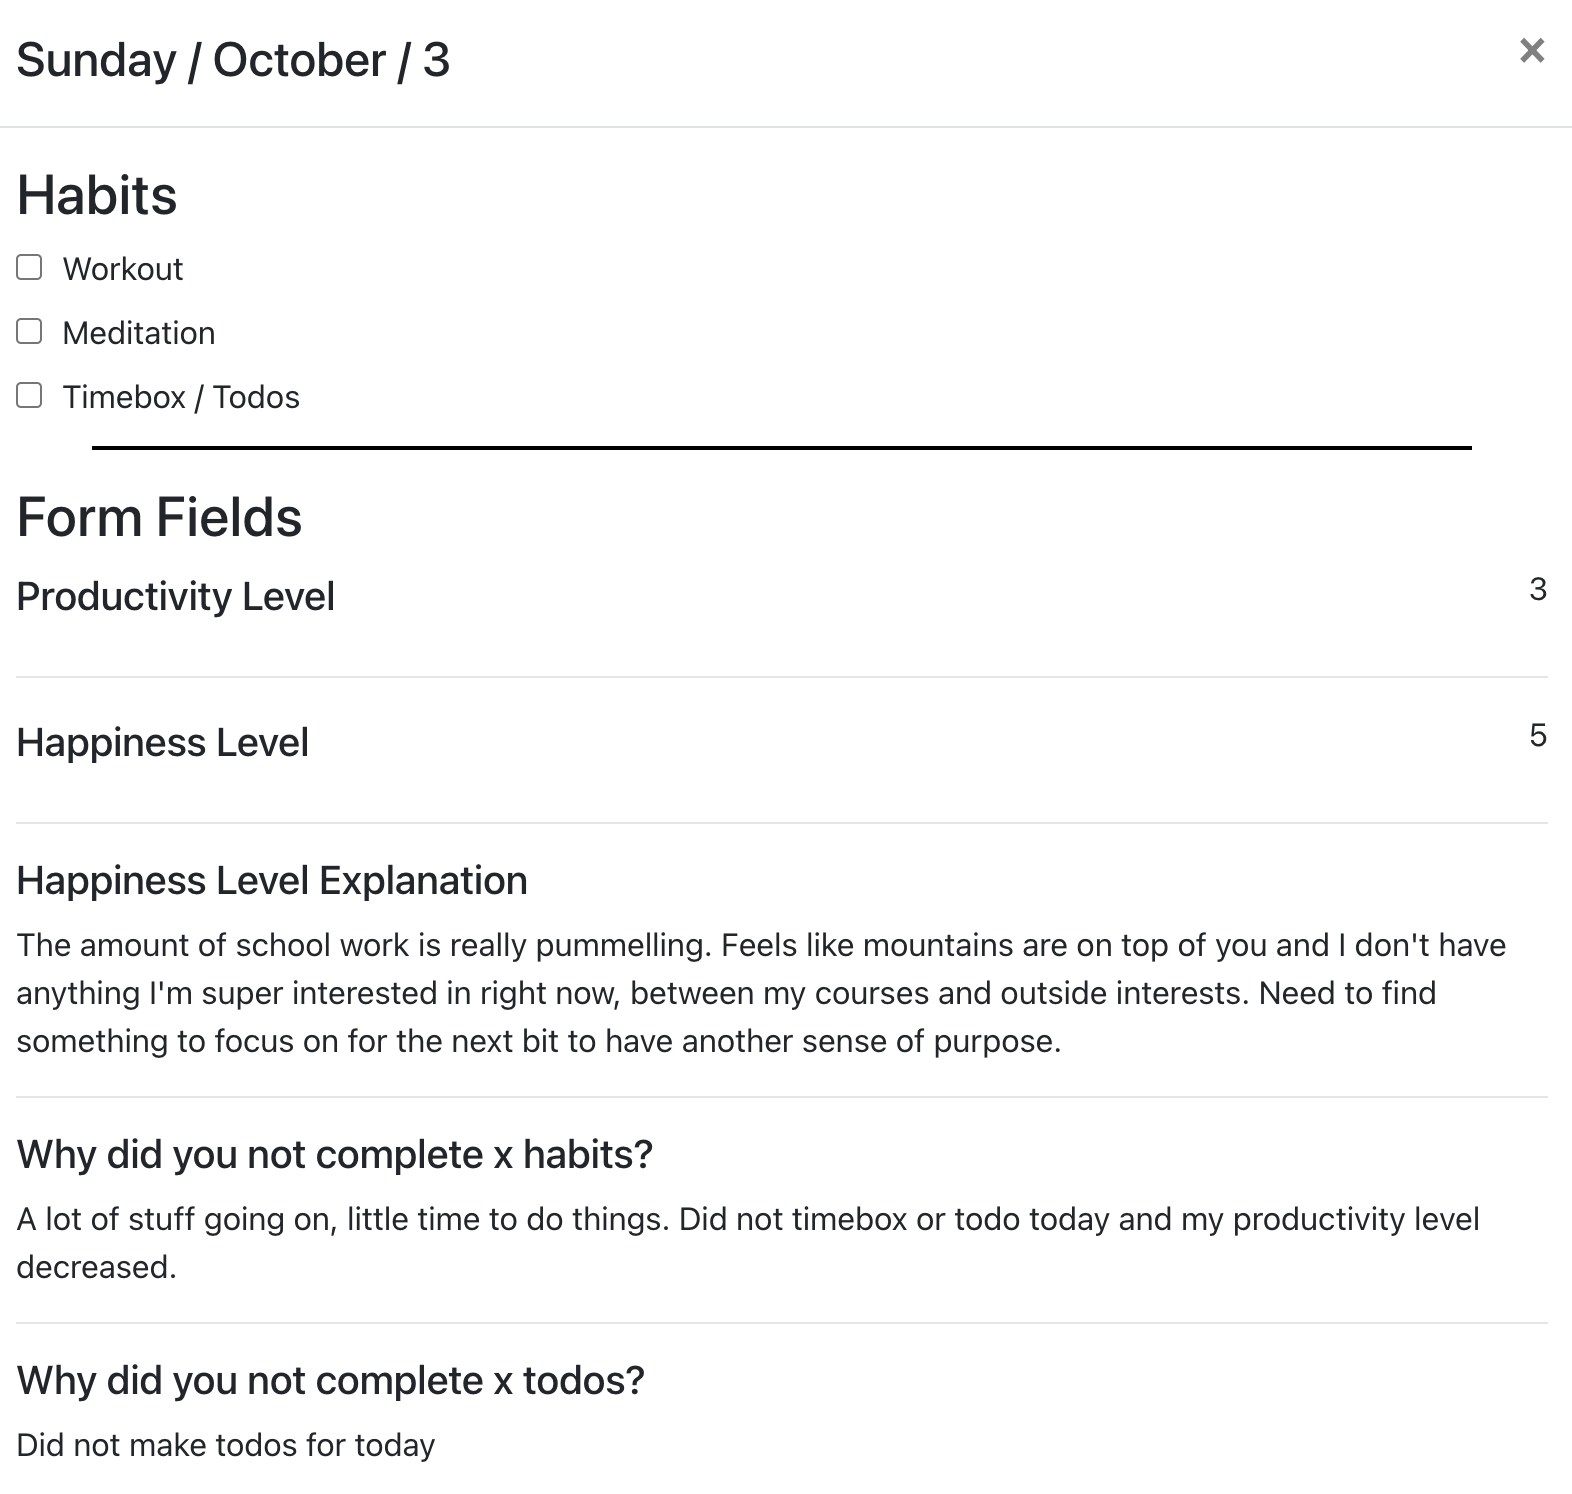 Sunday / October / 3
Habits
Workout
Meditation
Timebox / Todos
Form Fields
Productivity Level 3
Happiness Level 5
Happiness Level Explanation
The amount of school work is really pummelling. Feels like mountains are on top of you and I don't have
anything I'm super interested in right now, between my courses and outside interests. Need to find
something to focus on for the next bit to have another sense of purpose.
Why did you not complete x habits?
A lot of stuff going on, little time to do things. Did not timebox or todo today and my productivity level
decreased.
Why did you not complete x todos?
Did not make todos for today